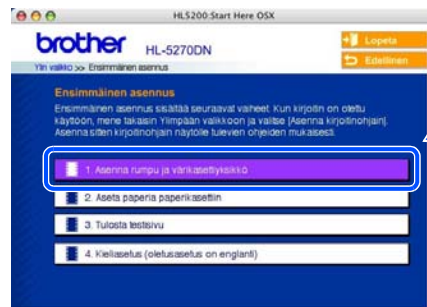 HL5200 Start Here OSX
brother HL-5270DN
Lopeta
Edellinen
Ylin valikko >> Ensimmäinen asennus
Ensimmäinen asennus
Ensimmäinen asennus sisältää seuraavat vaiheet. Kun kirjoitin on otettu
käyttöön, mene takaisin Ylimpään valikkoon ja valitse [Asenna kirjoitinohjain].
Asenna sitten kirjoitinohjain näytölle tulevien ohjeiden mukaisesti.
1. Asenna rumpu ja värikasettiyksikkö
2. Aseta paperia paperikasettiin
3. Tulosta testisivu
4. Kieliasetus (oletusasetus on englanti)